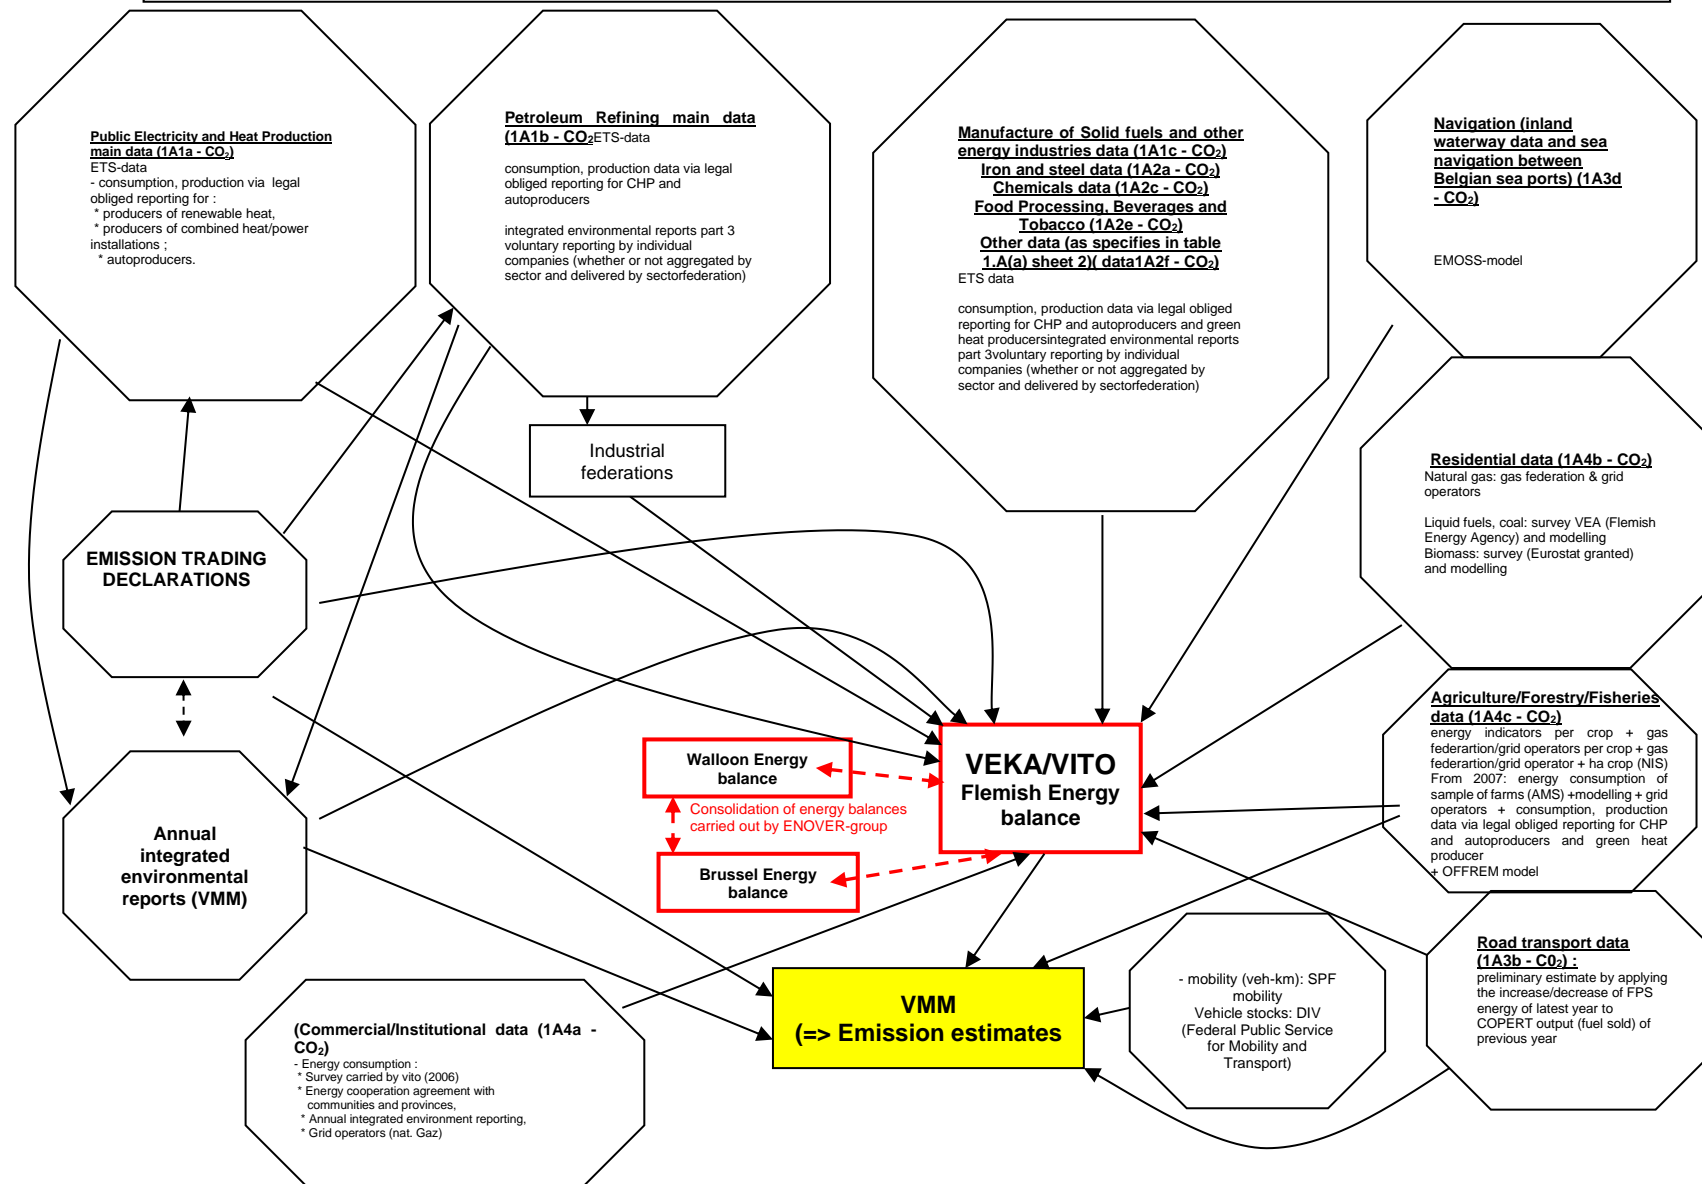 Public Electricity and Heat Production
main data (1A1a - CO₂)
ETS-data
- consumption, production via legal
obliged reporting for :
* producers of renewable heat,
* producers of combined heat/power
installations ;
* autoproducers.
Petroleum Refining main data
(1A1b - CO₂ETS-data
consumption, production data via legal
obliged reporting for CHP and
autoproducers
integrated environmental reports part 3
voluntary reporting by individual
companies (whether or not aggregated by
sector and delivered by sectorfederation)
Manufacture of Solid fuels and other
energy industries data (1A1c - CO₂)
Iron and steel data (1A2a - CO₂)
Chemicals data (1A2c - CO₂)
Food Processing, Beverages and
Tobacco (1A2e - CO₂)
Other data (as specifies in table
1.A(a) sheet 2)( data1A2f - CO₂)
ETS data
consumption, production data via legal obliged
reporting for CHP and autoproducers and green
heat producersintegrated environmental reports
part 3voluntary reporting by individual
companies (whether or not aggregated by
sector and delivered by sectorfederation)
Navigation (inland
waterway data and sea
navigation between
Belgian sea ports) (1A3d
- CO₂)
EMOSS-model
Industrial
federations
Residential data (1A4b - CO₂)
Natural gas: gas federation & grid
operators
Liquid fuels, coal: survey VEA (Flemish
Energy Agency) and modelling
Biomass: survey (Eurostat granted)
and modelling
EMISSION TRADING
DECLARATIONS
Agriculture/Forestry/Fisheries
data (1A4c - CO₂)
energy indicators per crop + gas
federartion/grid operators per crop + gas
federartion/grid operator + ha crop (NIS)
From 2007: energy consumption of
sample of farms (AMS) +modelling + grid
operators + consumption, production
data via legal obliged reporting for CHP
and autoproducers and green heat
producer
+ OFFREM model
Walloon Energy
balance
VEKA/VITO
Flemish Energy
balance
Consolidation of energy balances
carried out by ENOVER-group
Brussel Energy
balance
Annual
integrated
environmental
reports (VMM)
Road transport data
(1A3b - C0₂) :
preliminary estimate by applying
the increase/decrease of FPS
energy of latest year to
COPERT output (fuel sold) of
previous year
- mobility (veh-km): SPF
mobility
Vehicle stocks: DIV
(Federal Public Service
for Mobility and
Transport)
VMM
(=> Emission estimates
(Commercial/Institutional data (1A4a -
CO₂)
- Energy consumption :
* Survey carried by vito (2006)
* Energy cooperation agreement with
communities and provinces,
* Annual integrated environment reporting,
* Grid operators (nat. Gaz)